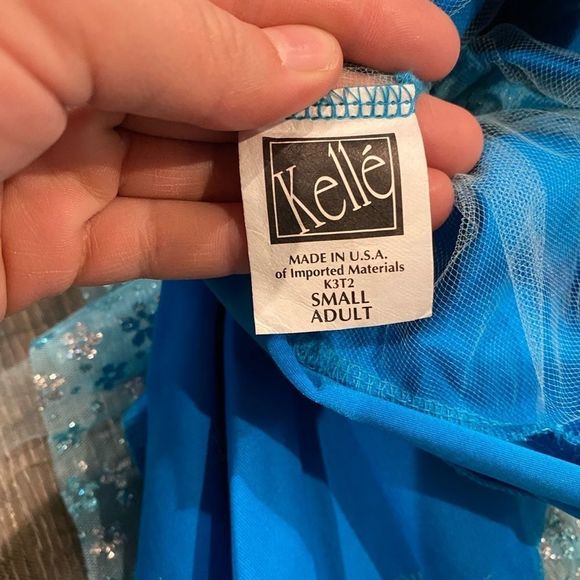 Kellé
MADE IN U.S.A.
of Imported Materials
K3T2
SMALL
ADULT